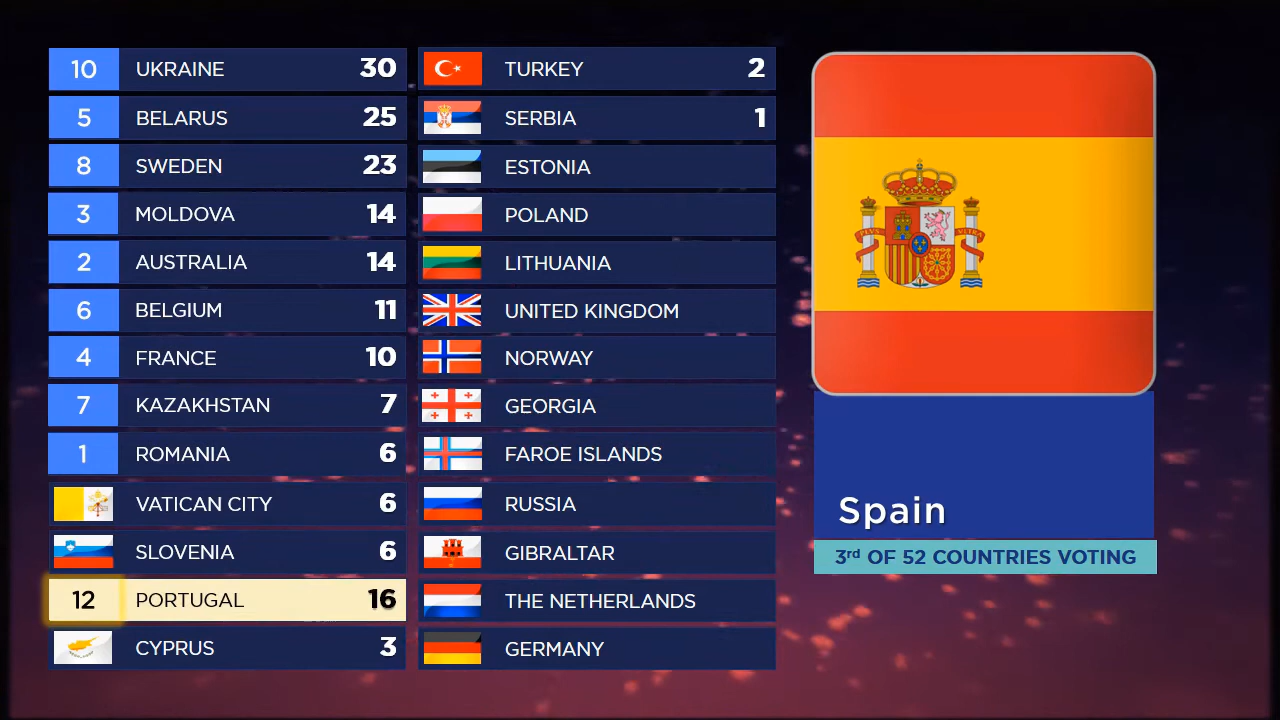 10 UKRAINE 30
5 BELARUS 25
8 SWEDEN 23
3 MOLDOVA 14
2 AUSTRALIA 14
6 BELGIUM 11
4 FRANCE 10
7 KAZAKHSTAN 7
1 ROMANIA 6
VATICAN CITY 6
SLOVENIA 6
12 PORTUGAL 16
CYPRUS 3
TURKEY 2
SERBIA 1
ESTONIA
POLAND
LITHUANIA
UNITED KINGDOM
NORWAY
GEORGIA
FAROE ISLANDS
RUSSIA
GIBRALTAR
THE NETHERLANDS
GERMANY
Spain
3rd OF 52 COUNTRIES VOTING